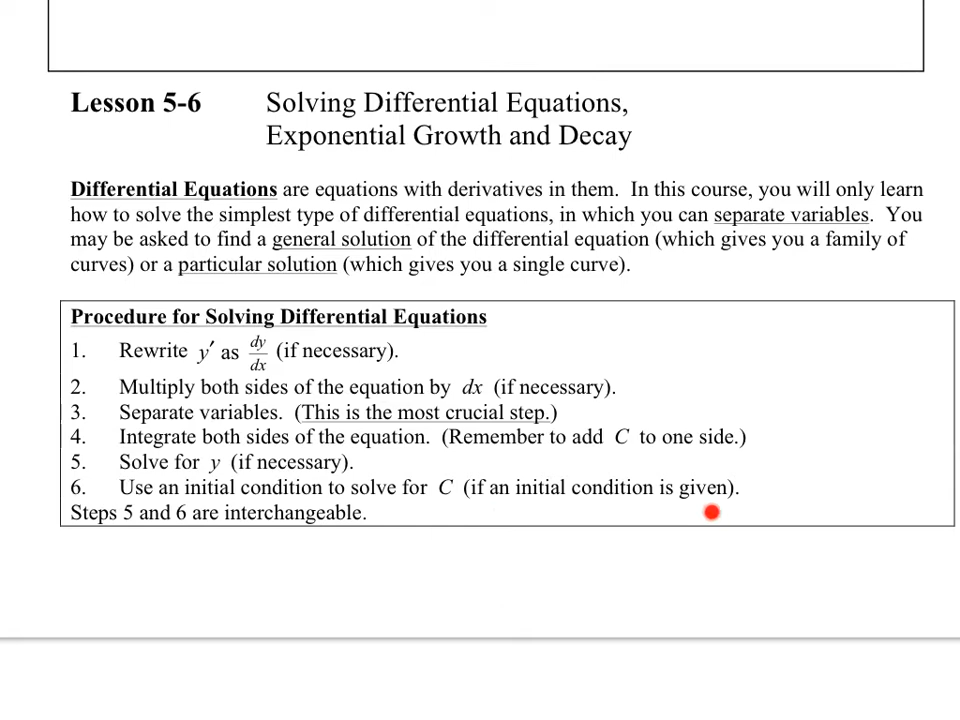 Lesson 5-6 Solving Differential Equations,
Exponential Growth and Decay
Differential Equations are equations with derivatives in them. In this course, you will only learn
how to solve the simplest type of differential equations, in which you can separate variables. You
may be asked to find a general solution of the differential equation (which gives you a family of
curves) or a particular solution (which gives you a single curve).
Procedure for Solving Differential Equations
1. Rewrite y′ as dy/dx (if necessary).
2. Multiply both sides of the equation by dx (if necessary).
3. Separate variables. (This is the most crucial step.)
4. Integrate both sides of the equation. (Remember to add C to one side.)
5. Solve for y (if necessary).
6. Use an initial condition to solve for C (if an initial condition is given).
Steps 5 and 6 are interchangeable.